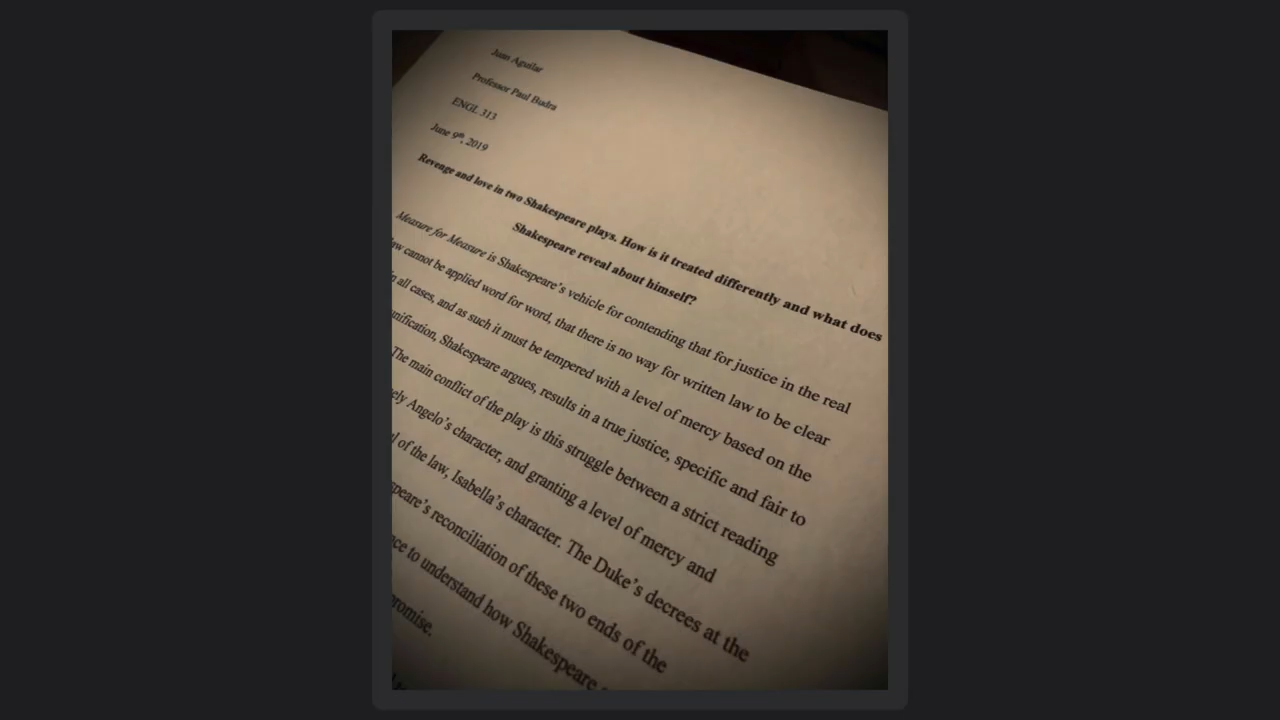 Juan Aguilar
Professor Paul Budra
ENGL 313
June 9th, 2019
Revenge and love in two Shakespeare plays. How is it treated differently and what does
Shakespeare reveal about himself?
Measure for Measure is Shakespeare's vehicle for contending that for justice in the real
cannot be applied word for word, that there is no way for written law to be clear
in all cases, and as such it must be tempered with a level of mercy based on the
Shakespeare argues, results in a true justice, specific and fair to
The main conflict of the play is this struggle between a strict reading
Angelo's character, and granting a level of mercy and
of the law, Isabella's character. The Duke's decrees at the
reconciliation of these two ends of the
to understand how Shakespeare